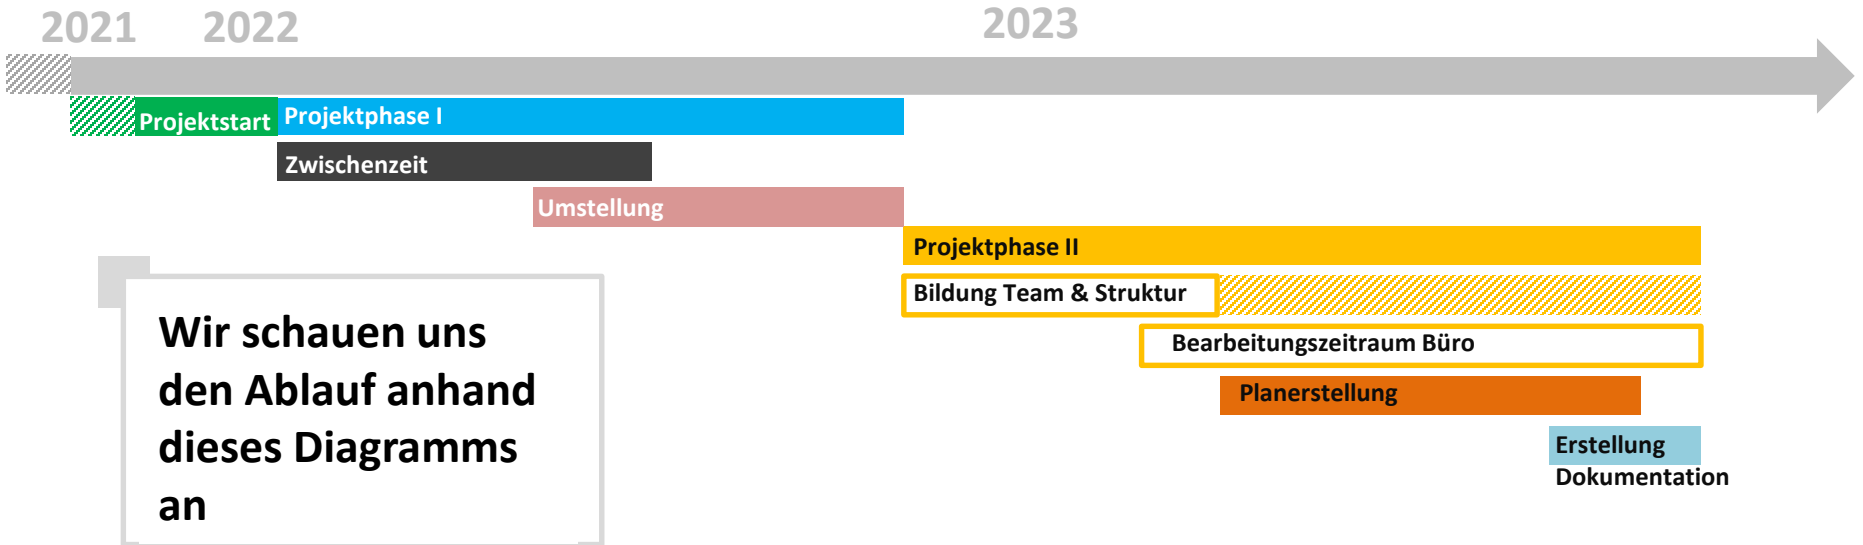 2021 2022 2023
Projektstart Projektphase I
Zwischenzeit
Umstellung
Projektphase II
Bildung Team & Struktur
Bearbeitungszeitraum Büro
Planerstellung
Erstellung
Dokumentation
Wir schauen uns
den Ablauf anhand
dieses Diagramms
an